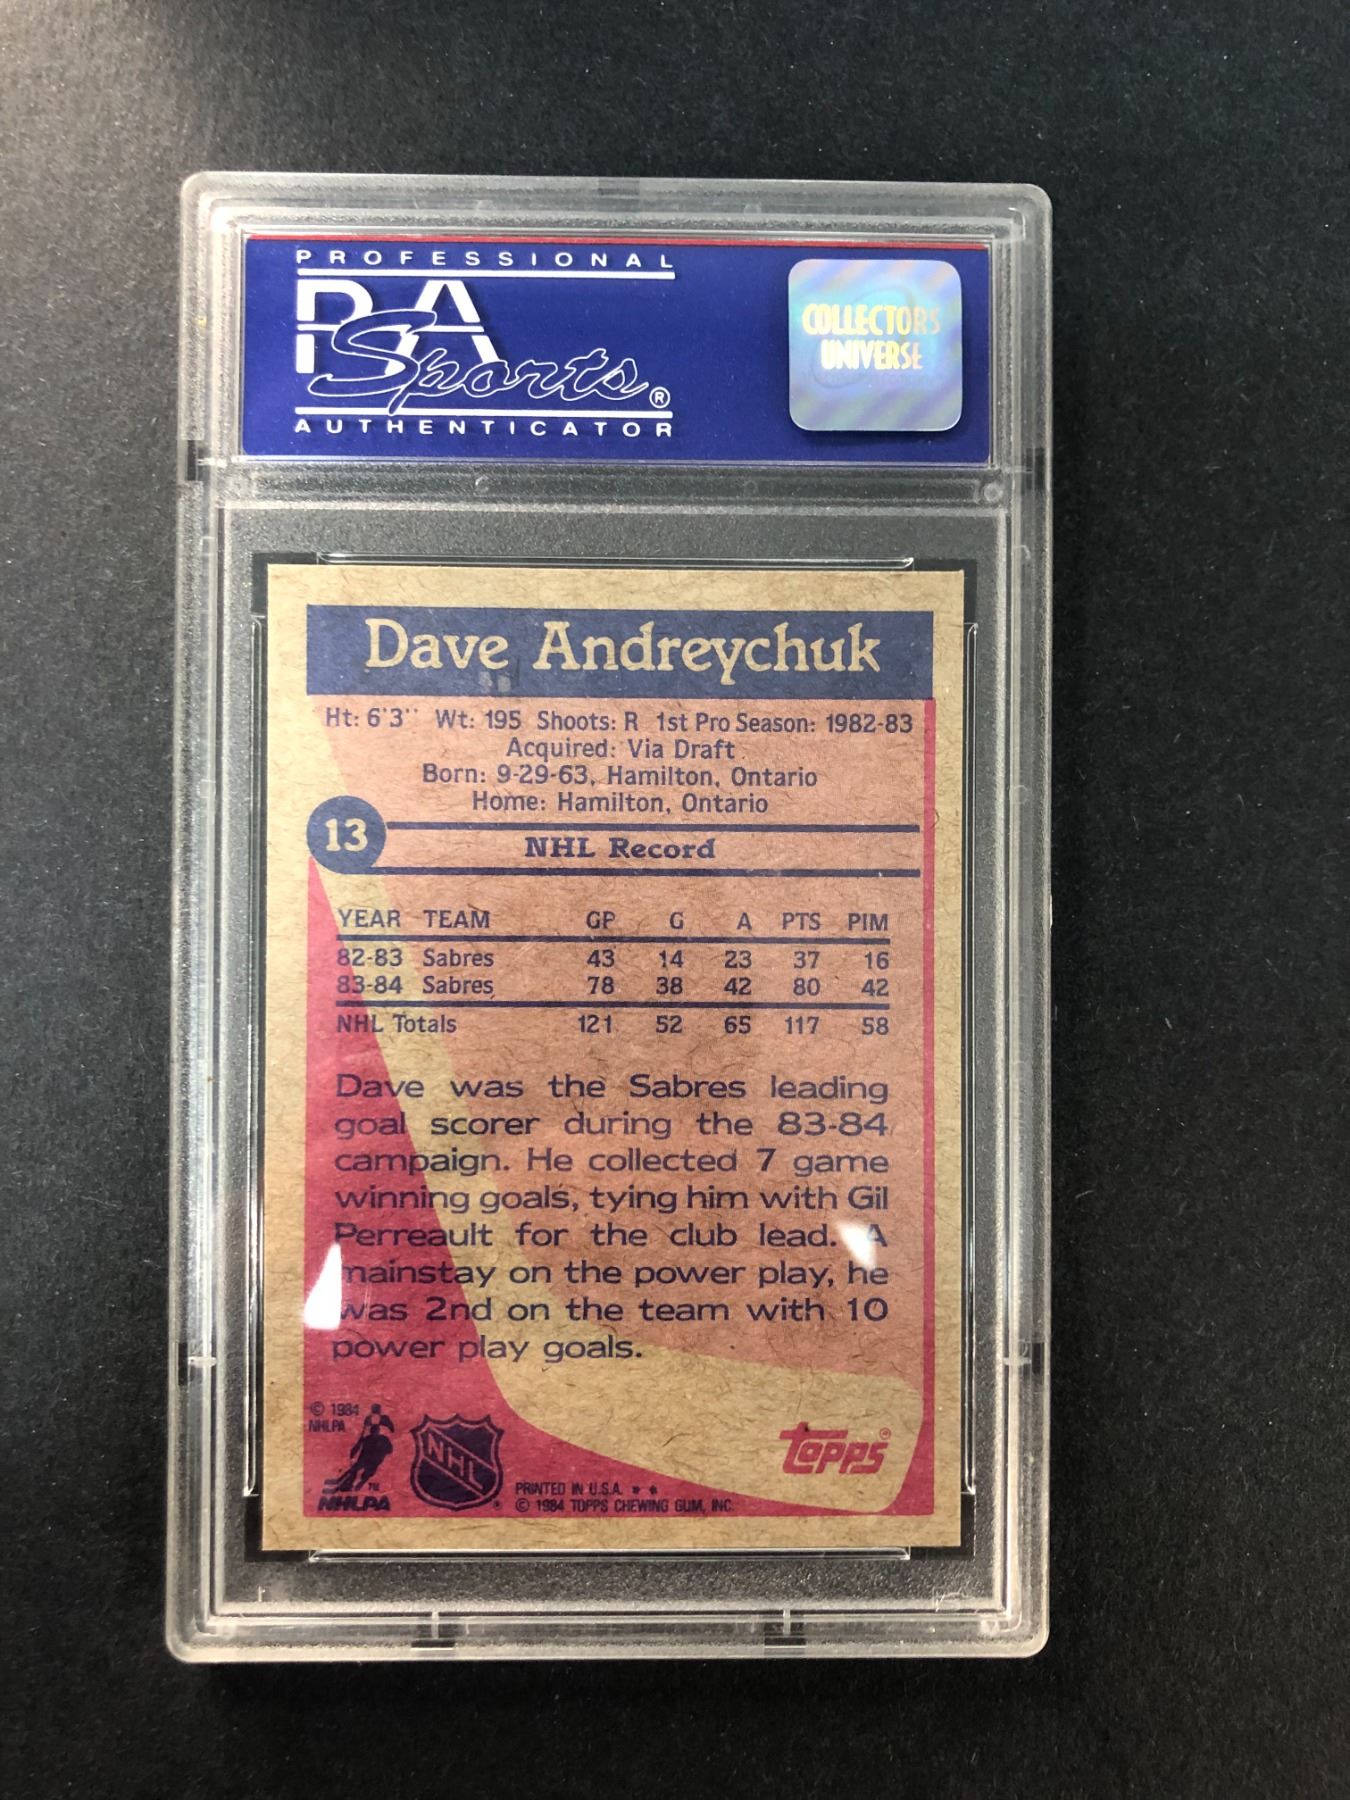 PROFESSIONAL
PSA
Sports®
AUTHENTICATOR
COLLECTORS
UNIVERSE
Dave Andreychuk
Ht: 6'3'' Wt: 195 Shoots: R 1st Pro Season: 1982-83
Acquired: Via Draft
Born: 9-29-63, Hamilton, Ontario
Home: Hamilton, Ontario
13
NHL Record
YEAR TEAM GP G A PTS PIM
82-83 Sabres 43 14 23 37 16
83-84 Sabres 78 38 42 80 42
NHL Totals 121 52 65 117 58
Dave was the Sabres leading
goal scorer during the 83-84
campaign. He collected 7 game
winning goals, tying him with Gil
Perreault for the club lead. A
mainstay on the power play, he
was 2nd on the team with 10
power play goals.
© 1984
NHLPA
TM
NHLPA
NHL
®
PRINTED IN U.S.A. * *
© 1984 TOPPS CHEWING GUM, INC.
topps®